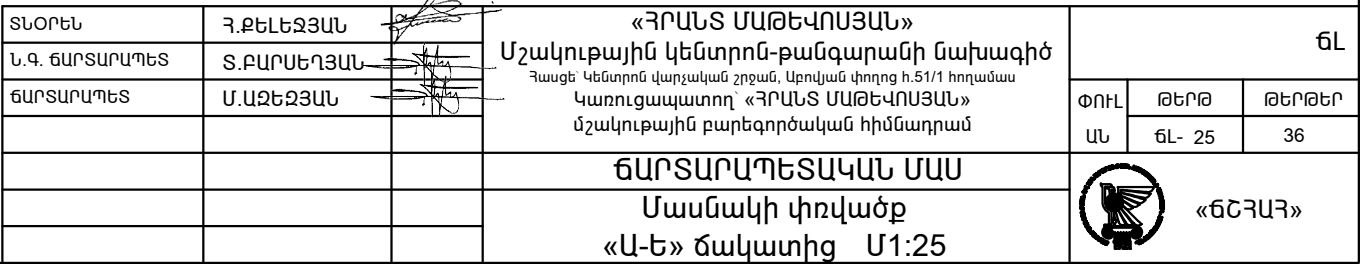 ՏՆՕՐԵՆ
Հ.ՔԵԼԵՋՅԱՆ
Ն.Գ. ՃԱՐՏԱՐԱՊԵՏ
Տ.ԲԱՐՍԵՂՅԱՆ
ՃԱՐՏԱՐԱՊԵՏ
Մ.ԱԶԵԶՅԱՆ
«ՀՐԱՆՏ ՄԱԹԵՎՈՍՅԱՆ»
Մշակութային կենտրոն-թանգարանի նախագիծ
Հասցե՝ Կենտրոն վարչական շրջան, Աբովյան փողոց հ.51/1 հողամաս
Կառուցապատող՝ «ՀՐԱՆՏ ՄԱԹԵՎՈՍՅԱՆ»
մշակութային բարեգործական հիմնադրամ
ՃԱՐՏԱՐԱՊԵՏԱԿԱՆ ՄԱՍ
Մասնակի փռվածք
«Ա-Ե» ճակատից Մ1:25
ՃԼ
ՓՈՒԼ
ԱՆ
ԹԵՐԹ
ԹԵՐԹԵՐ
ՃԼ- 25
36
«ՃՇՀԱՀ»